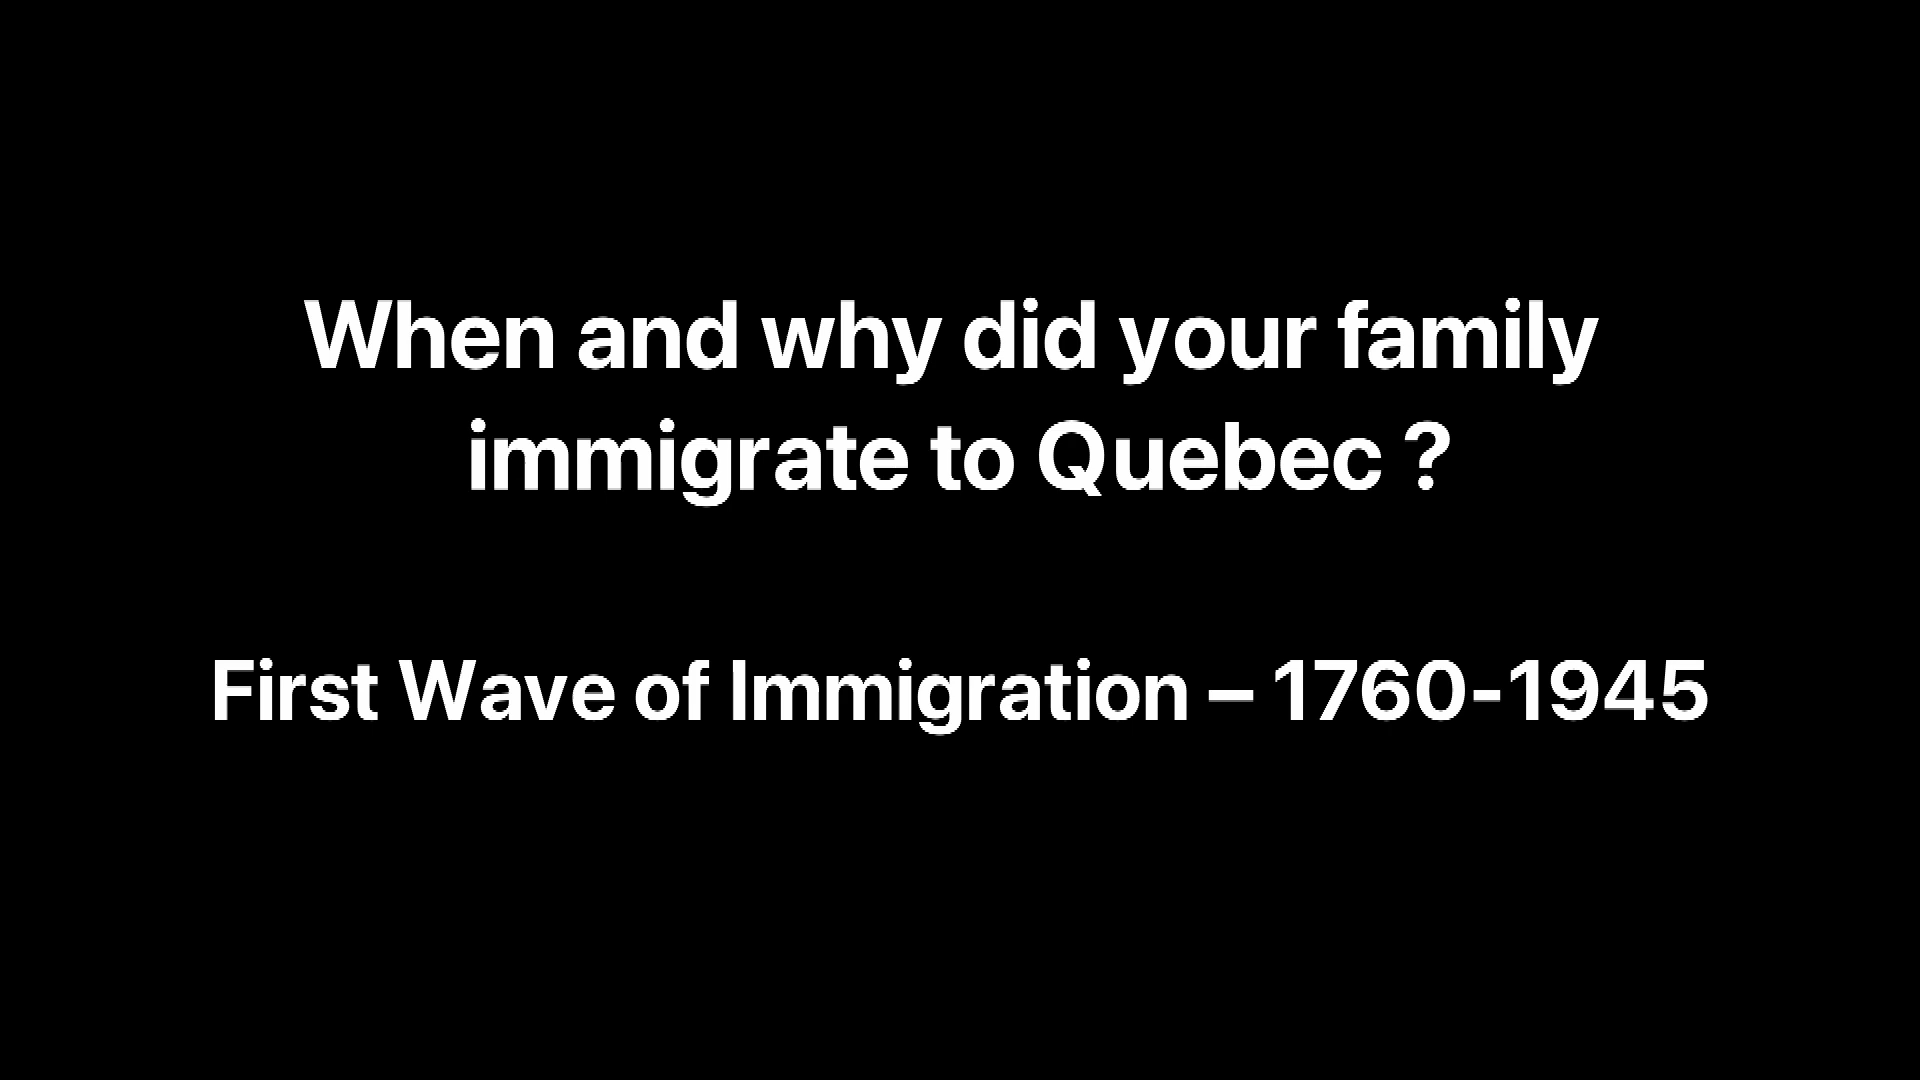 When and why did your family
immigrate to Quebec ?
First Wave of Immigration – 1760-1945